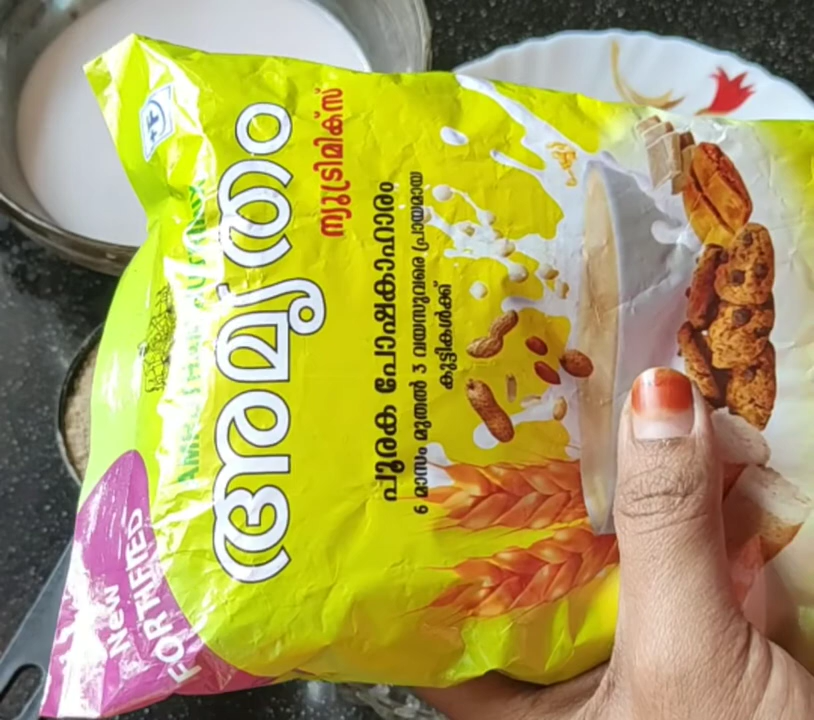 +F
അമൃതം
ന്യൂട്രിമിക്സ്
പൂരക പോഷകാഹാരം
6 മാസം മുതൽ 3 വയസുവരെ പ്രായമായ
കുട്ടികൾക്ക്
New
FORTIFIED